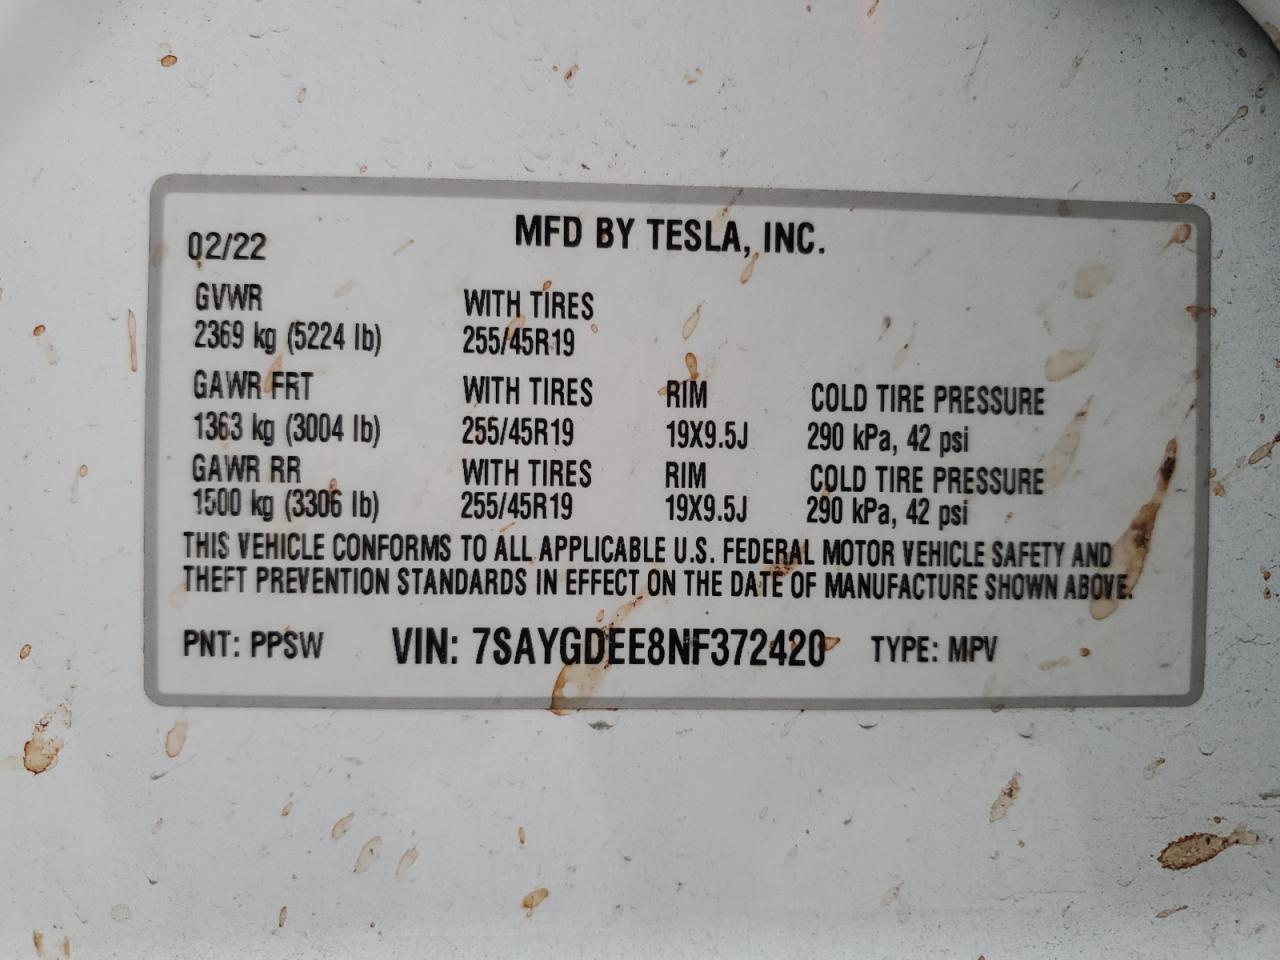 MFD BY TESLA, INC.
02/22
GVWR WITH TIRES
2369 kg (5224 lb) 255/45R19
GAWR FRT WITH TIRES RIM COLD TIRE PRESSURE
1363 kg (3004 lb) 255/45R19 19X9.5J 290 kPa, 42 psi
GAWR RR WITH TIRES RIM COLD TIRE PRESSURE
1500 kg (3306 lb) 255/45R19 19X9.5J 290 kPa, 42 psi
THIS VEHICLE CONFORMS TO ALL APPLICABLE U.S. FEDERAL MOTOR VEHICLE SAFETY AND
THEFT PREVENTION STANDARDS IN EFFECT ON THE DATE OF MANUFACTURE SHOWN ABOVE.
PNT: PPSW VIN: 7SAYGDEE8NF372420 TYPE: MPV